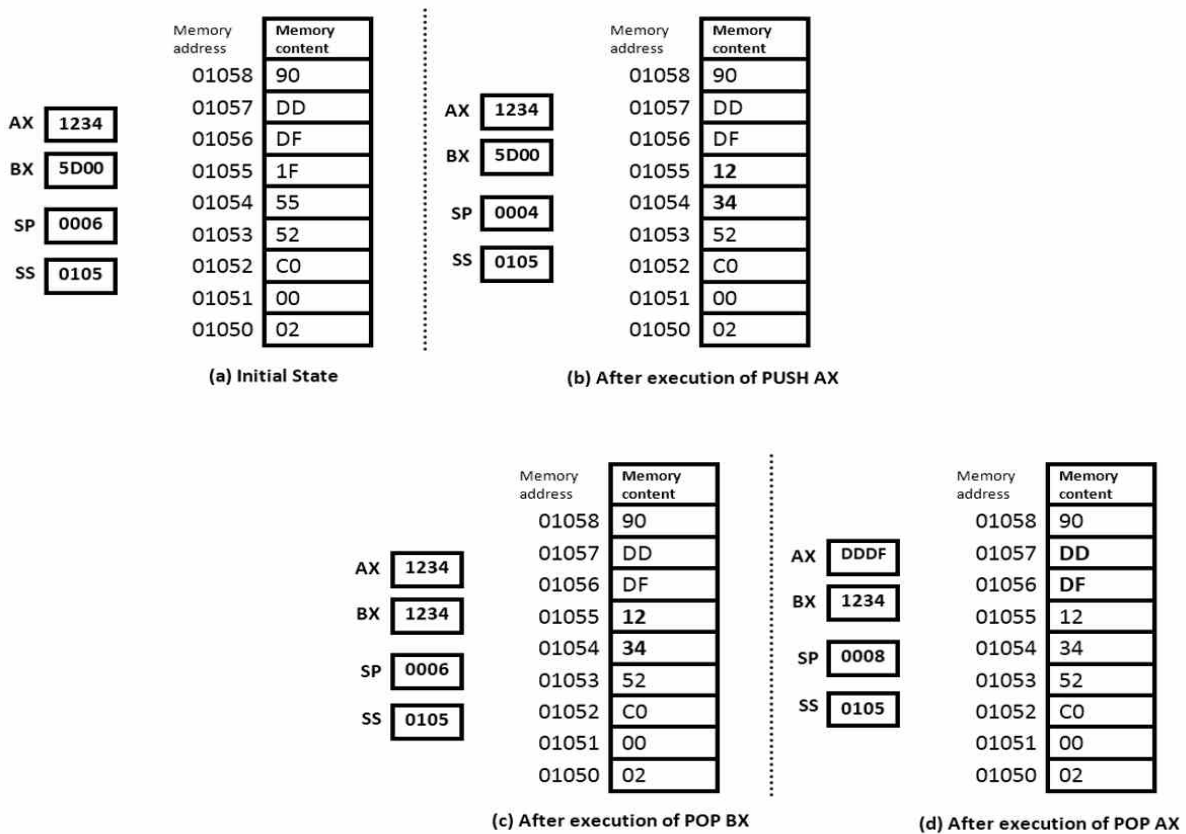 Memory address Memory content
01058 90
01057 DD
AX 1234
01056 DF
BX 5D00
01055 1F
01054 55
SP 0006
01053 52
SS 0105
01052 C0
01051 00
01050 02
(a) Initial State
Memory address Memory content
01058 90
AX 1234
01057 DD
01056 DF
BX 5D00
01055 12
01054 34
SP 0004
01053 52
SS 0105
01052 C0
01051 00
01050 02
(b) After execution of PUSH AX
Memory address Memory content
01058 90
01057 DD
AX 1234
01056 DF
BX 1234
01055 12
01054 34
SP 0006
01053 52
SS 0105
01052 C0
01051 00
01050 02
(c) After execution of POP BX
Memory address Memory content
01058 90
AX DDDF
01057 DD
01056 DF
BX 1234
01055 12
01054 34
SP 0008
01053 52
SS 0105
01052 C0
01051 00
01050 02
(d) After execution of POP AX